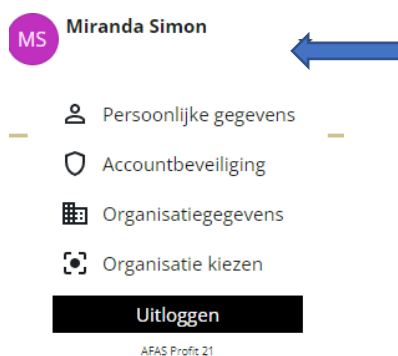 MS
Miranda Simon
Persoonlijke gegevens
Accountbeveiliging
Organisatiegegevens
Organisatie kiezen
Uitloggen
AFAS Profit 21